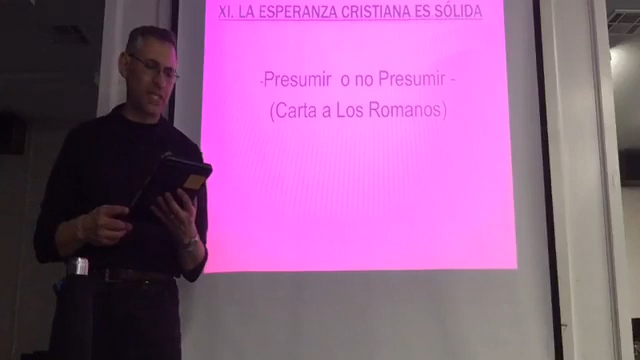 XI. LA ESPERANZA CRISTIANA ES SÓLIDA
-Presumir o no Presumir -
(Carta a Los Romanos)